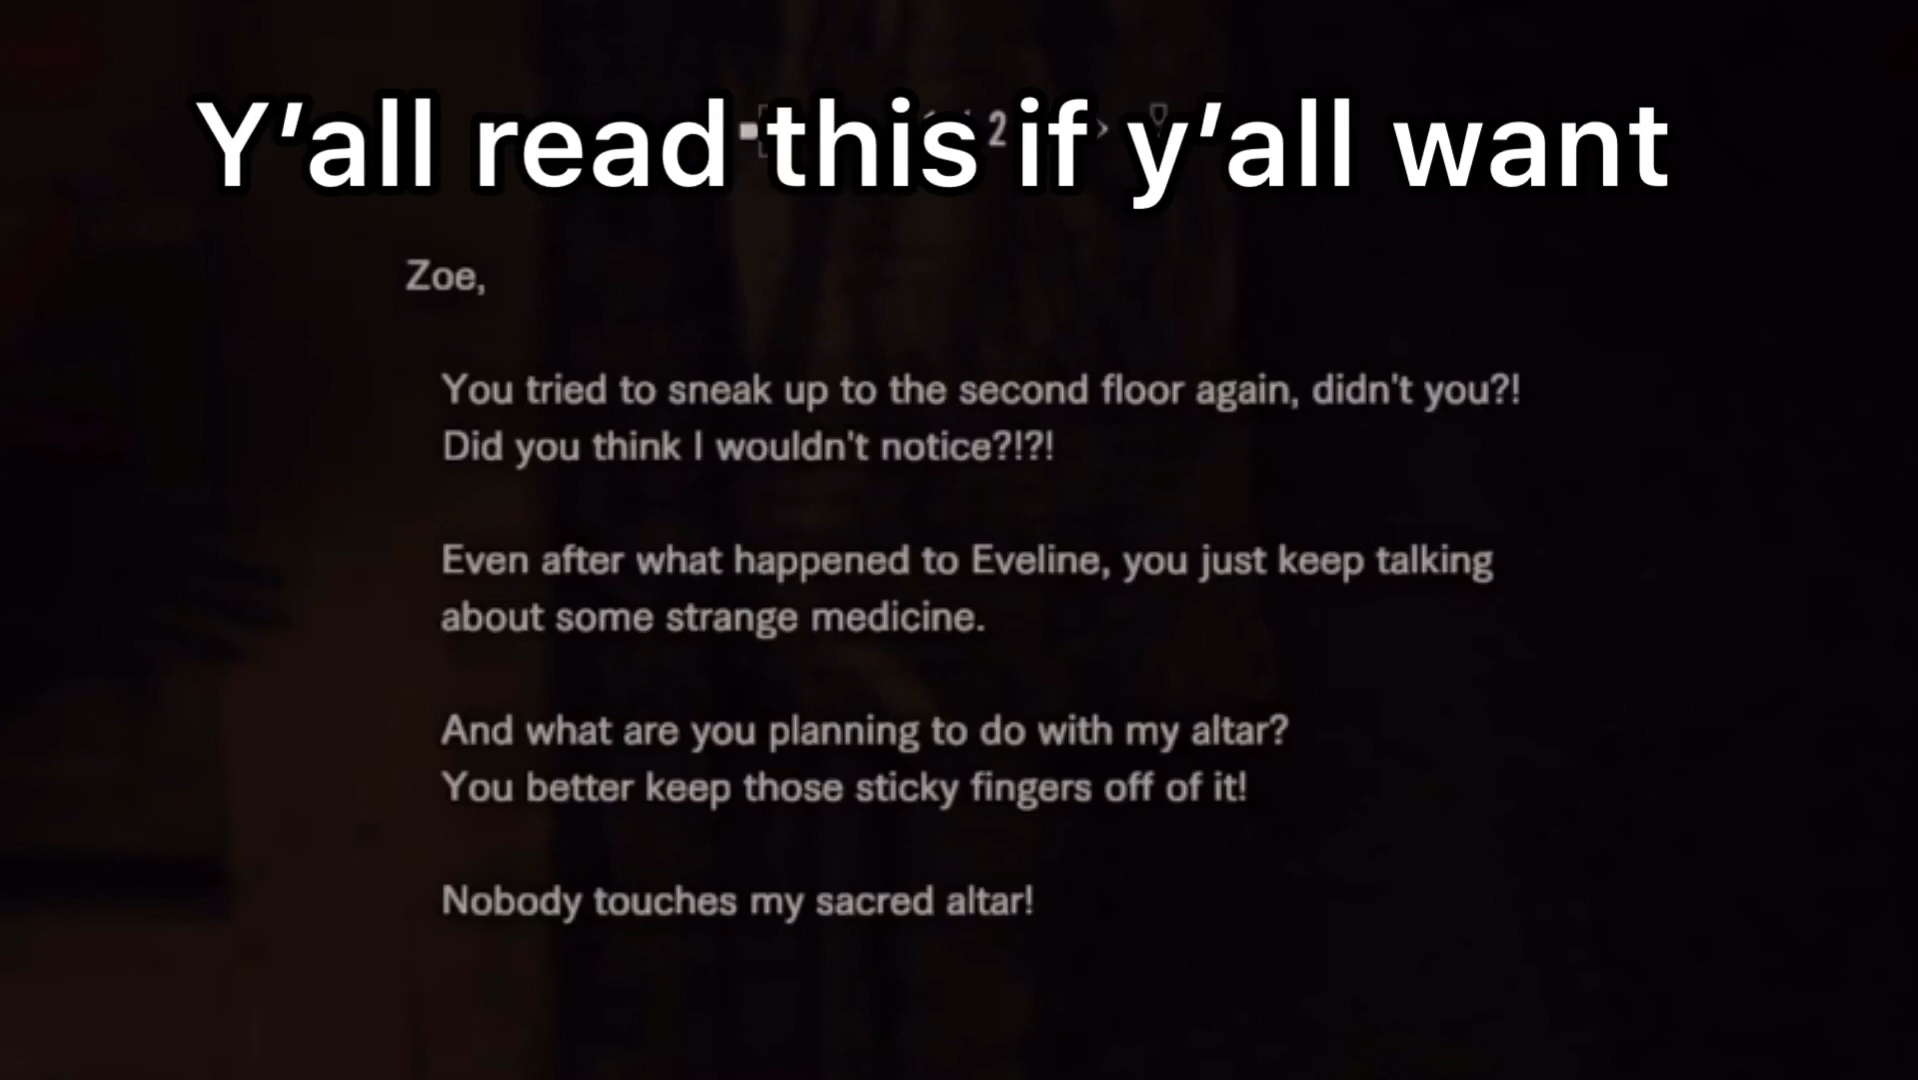 Y’all read this if y’all want
2
Zoe,
You tried to sneak up to the second floor again, didn't you?!
Did you think I wouldn't notice?!?!
Even after what happened to Eveline, you just keep talking
about some strange medicine.
And what are you planning to do with my altar?
You better keep those sticky fingers off of it!
Nobody touches my sacred altar!